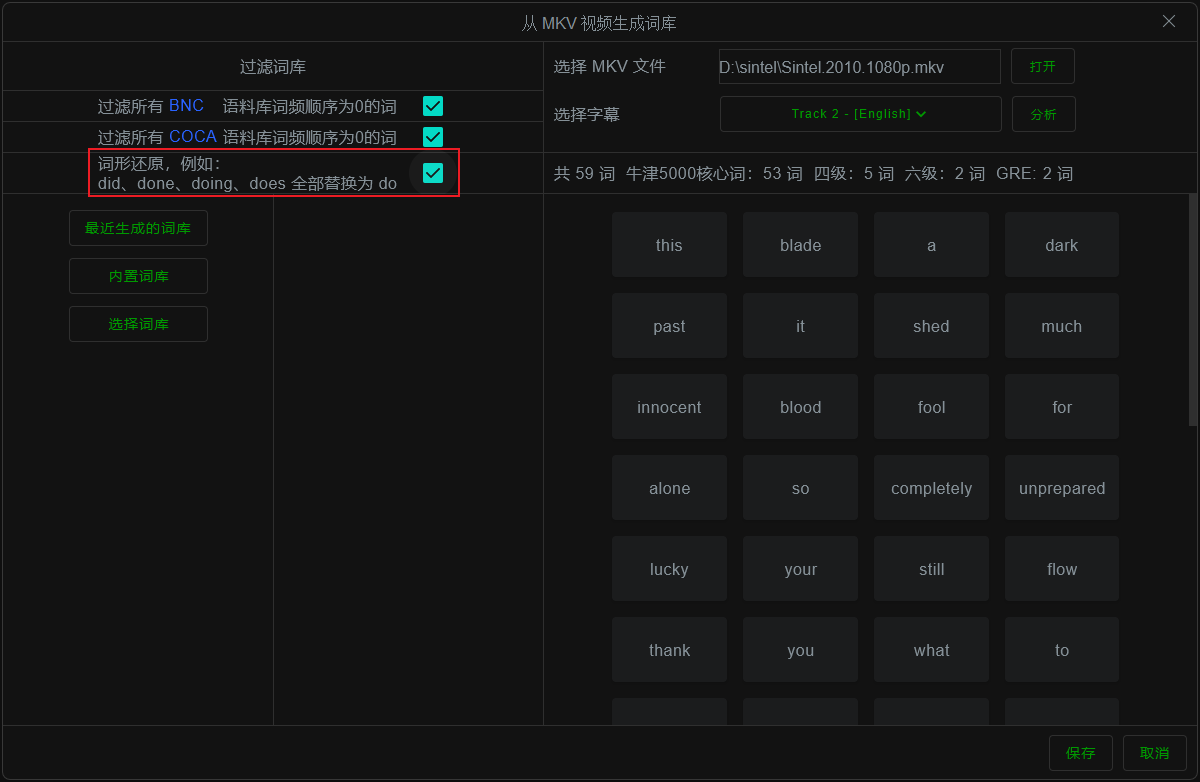 从 MKV 视频生成词库
过滤词库
过滤所有 BNC 语料库词频顺序为0的词
过滤所有 COCA 语料库词频顺序为0的词
词形还原，例如：
did、done、doing、does 全部替换为 do
最近生成的词库
内置词库
选择词库
选择 MKV 文件 D:\sintel\Sintel.2010.1080p.mkv 打开
选择字幕 Track 2 - [English] 分析
共 59 词 牛津5000核心词：53 词 四级：5 词 六级：2 词 GRE: 2 词
this blade a dark
past it shed much
innocent blood fool for
alone so completely unprepared
lucky your still flow
thank you what to
保存 取消